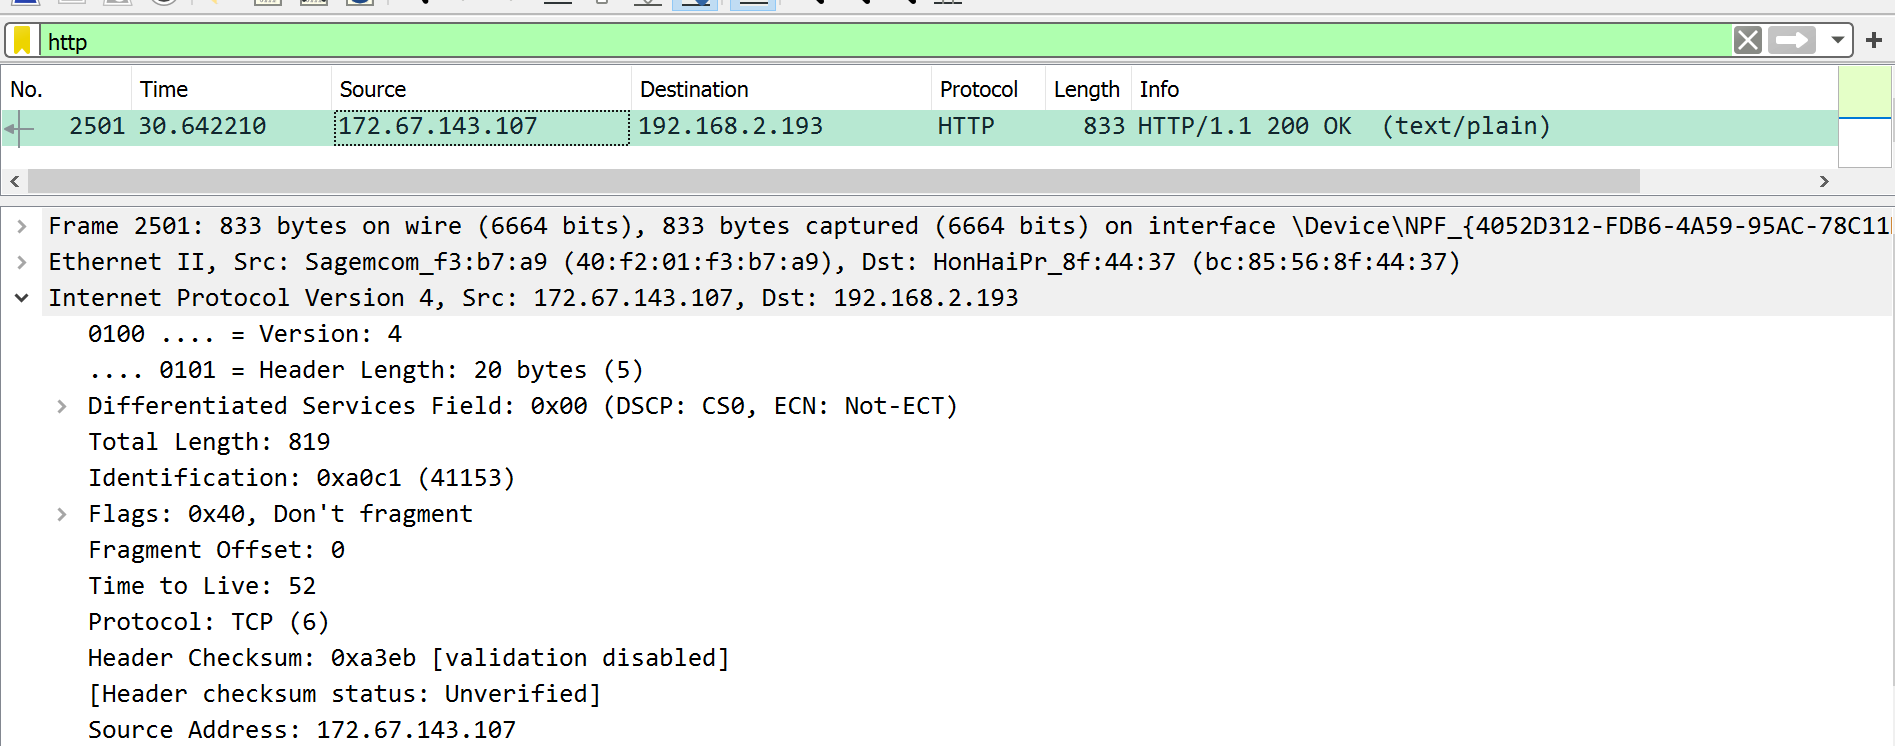 http
No. Time Source Destination Protocol Length Info
2501 30.642210 172.67.143.107 192.168.2.193 HTTP 833 HTTP/1.1 200 OK (text/plain)
Frame 2501: 833 bytes on wire (6664 bits), 833 bytes captured (6664 bits) on interface \Device\NPF_{4052D312-FDB6-4A59-95AC-78C11
Ethernet II, Src: Sagemcom_f3:b7:a9 (40:f2:01:f3:b7:a9), Dst: HonHaiPr_8f:44:37 (bc:85:56:8f:44:37)
Internet Protocol Version 4, Src: 172.67.143.107, Dst: 192.168.2.193
0100 .... = Version: 4
.... 0101 = Header Length: 20 bytes (5)
Differentiated Services Field: 0x00 (DSCP: CS0, ECN: Not-ECT)
Total Length: 819
Identification: 0xa0c1 (41153)
Flags: 0x40, Don't fragment
Fragment Offset: 0
Time to Live: 52
Protocol: TCP (6)
Header Checksum: 0xa3eb [validation disabled]
[Header checksum status: Unverified]
Source Address: 172.67.143.107